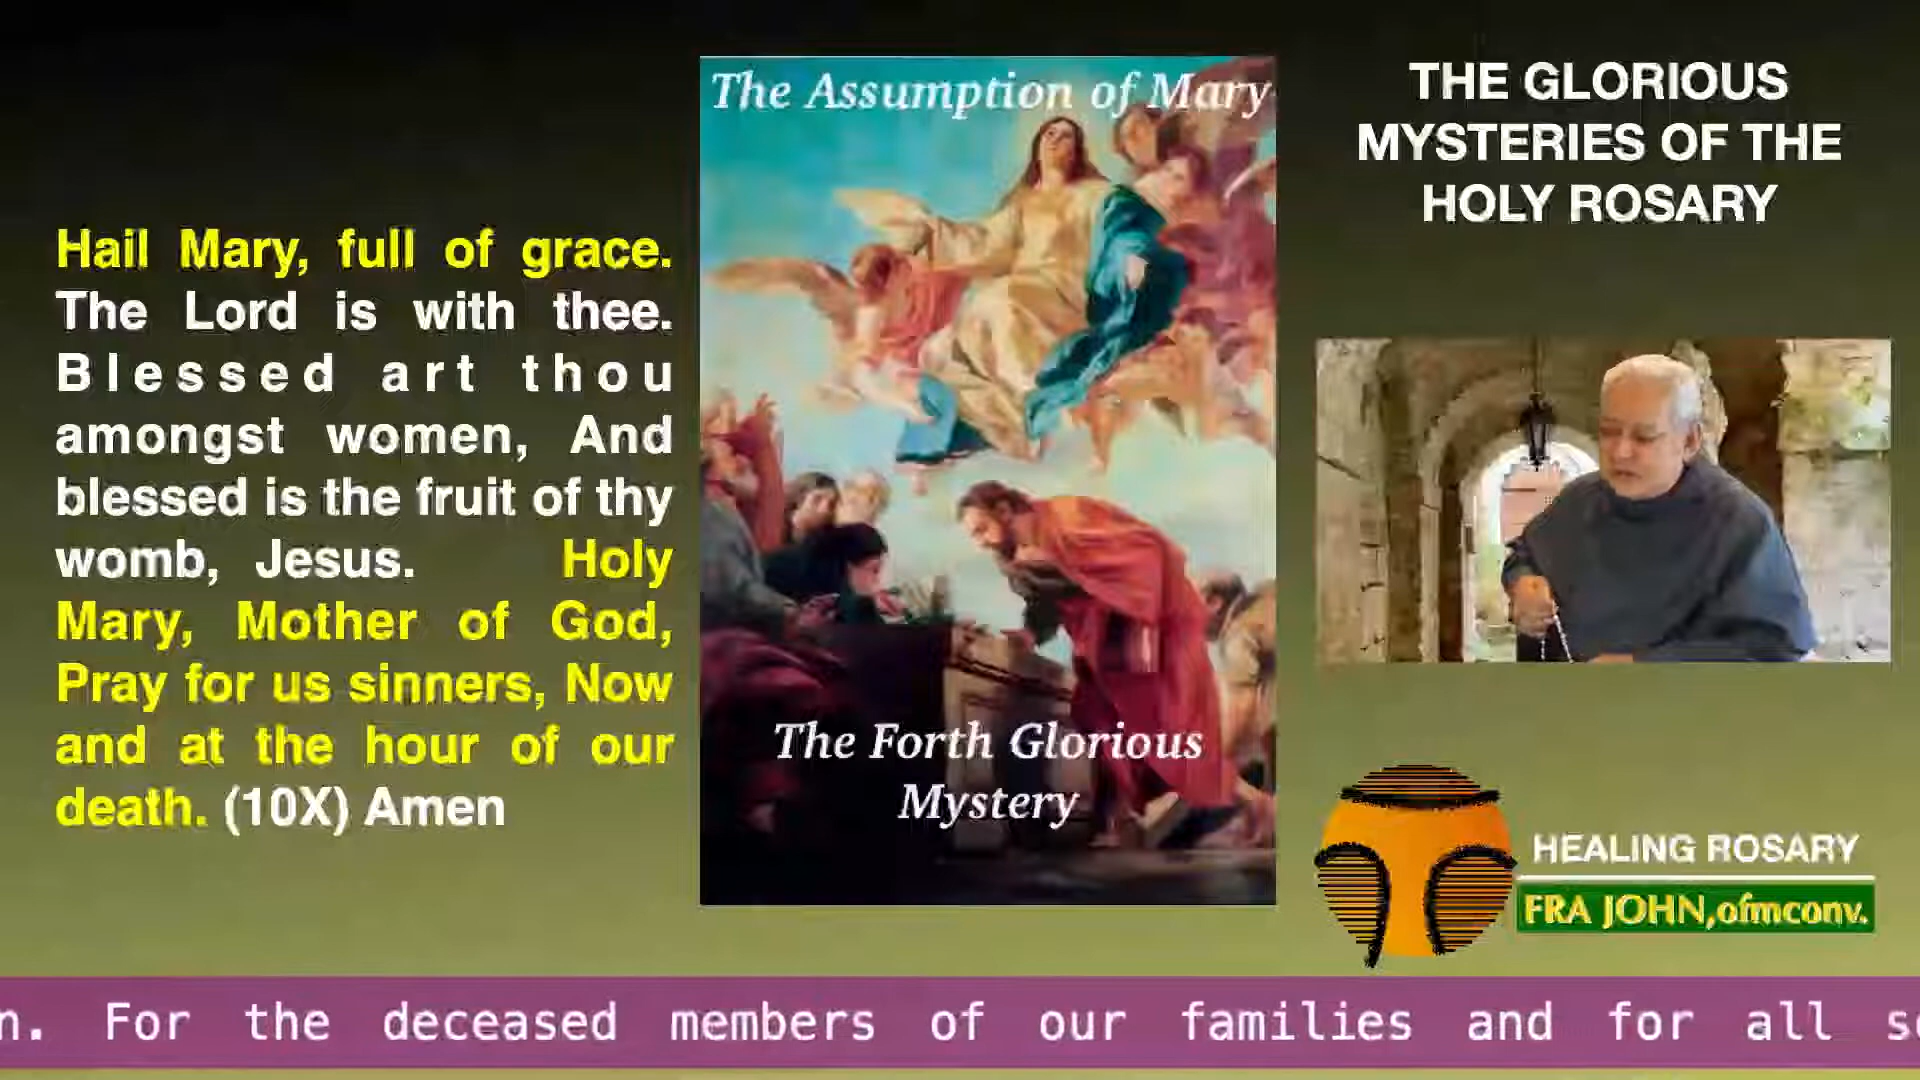 Hail Mary, full of grace.
The Lord is with thee.
Blessed art thou
amongst women, And
blessed is the fruit of thy
womb, Jesus. Holy
Mary, Mother of God,
Pray for us sinners, Now
and at the hour of our
death. (10X) Amen
The Assumption of Mary
The Forth Glorious
Mystery
THE GLORIOUS
MYSTERIES OF THE
HOLY ROSARY
HEALING ROSARY
FRA JOHN,ofmconv.
n. For the deceased members of our families and for all